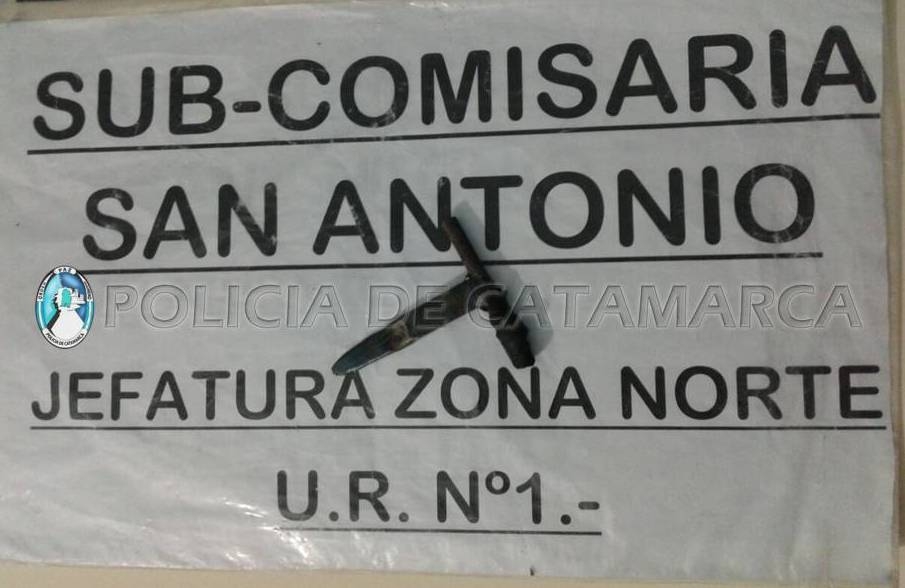 SUB-COMISARIA
SAN ANTONIO
POLICIA DE CATAMARCA
JEFATURA ZONA NORTE
U.R. Nº1.-